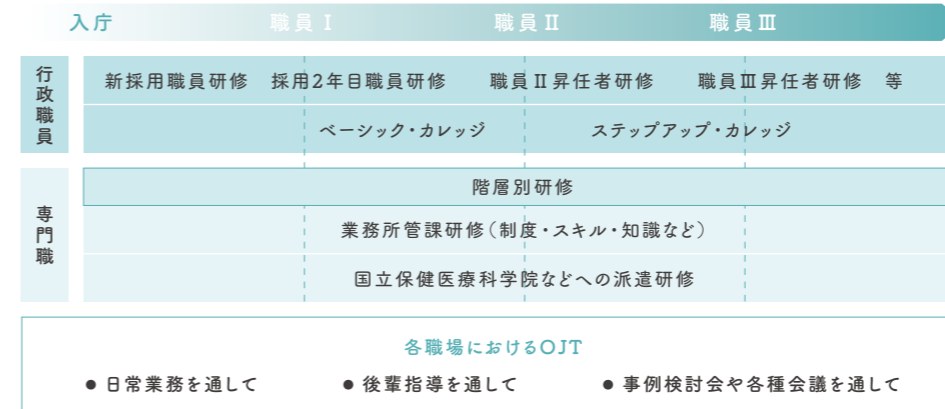 入庁 職員Ⅰ 職員Ⅱ 職員Ⅲ
行政職員
新採用職員研修 採用2年目職員研修 職員Ⅱ昇任者研修 職員Ⅲ昇任者研修 等
ベーシック・カレッジ ステップアップ・カレッジ
専門職
階層別研修
業務所管課研修(制度・スキル・知識など)
国立保健医療科学院などへの派遣研修
各職場におけるOJT
● 日常業務を通して ● 後輩指導を通して ● 事例検討会や各種会議を通して